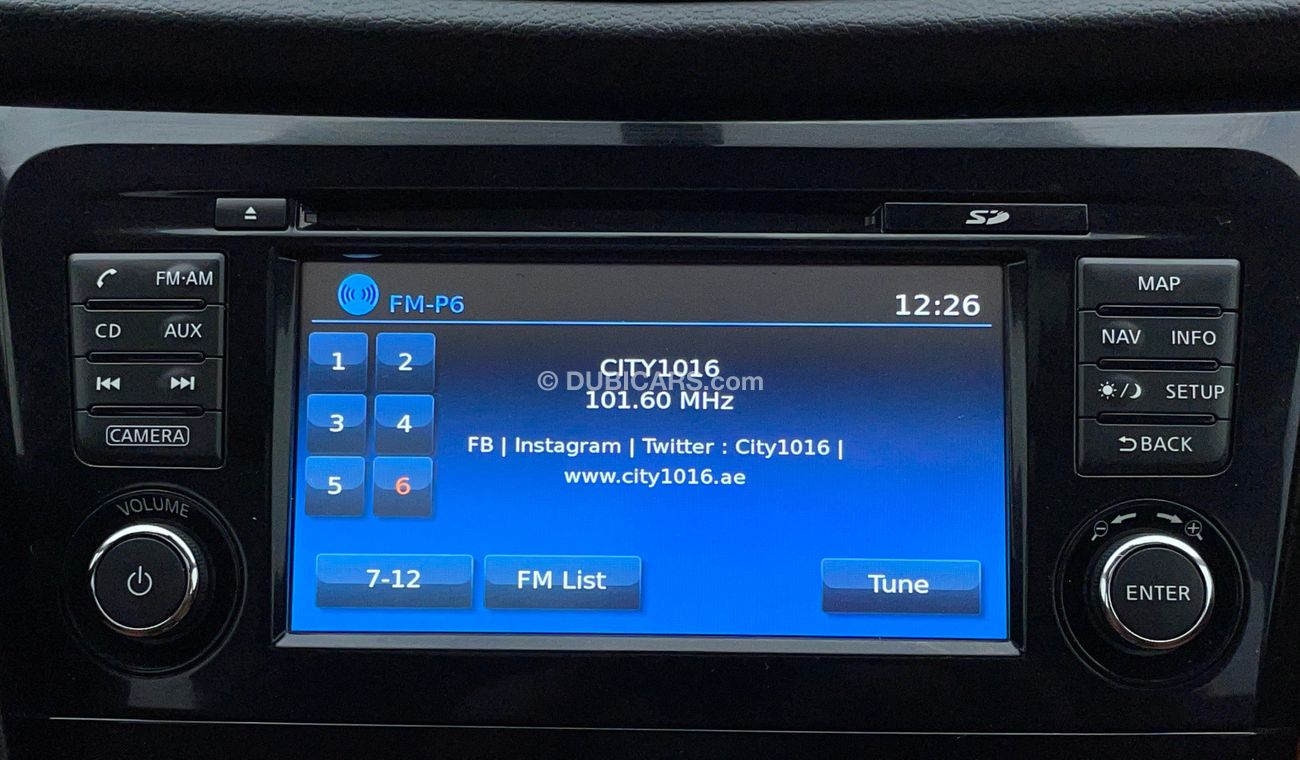 SD
FM·AM
CD AUX
CAMERA
VOLUME
FM-P6 12:26
1 2
3 4
5 6
CITY1016
© DUBICARS.com
101.60 MHz
FB | Instagram | Twitter : City1016 |
www.city1016.ae
7-12 FM List Tune
MAP
NAV INFO
SETUP
BACK
ENTER